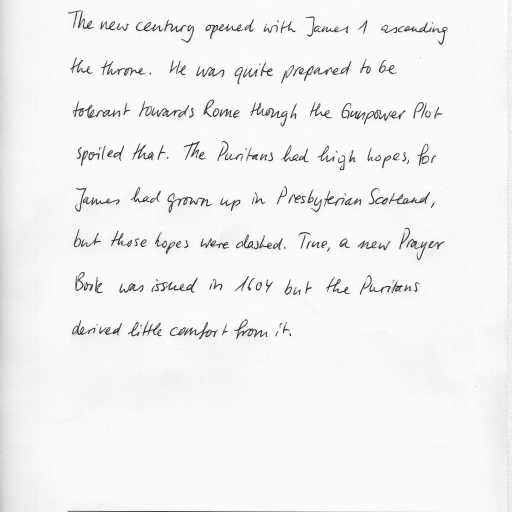 The new century opened with James 1 ascending
the throne. He was quite prepared to be
tolerant towards Rome though the Gunpower Plot
spoiled that. The Puritans had high hopes, for
James had grown up in Presbyterian Scotland,
but those hopes were dashed. True, a new Prayer
Book was issued in 1604 but the Puritans
derived little comfort from it.